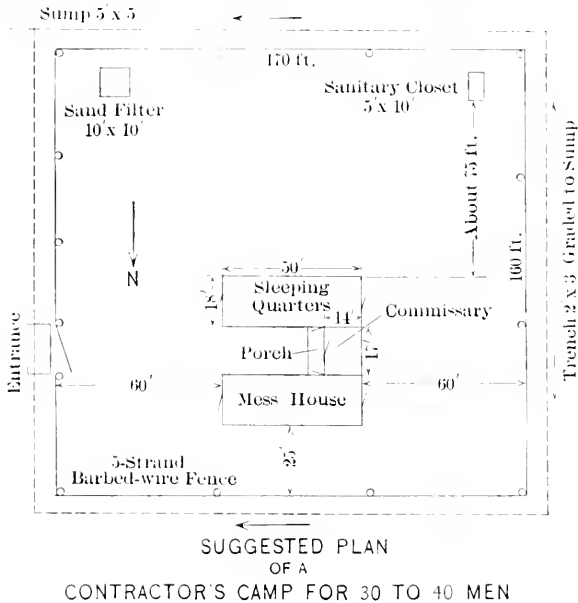 Sump 5'x 5
170 ft.
Sand Filter
10'x 10'
Sanitary Closet
5'x 10'
About 75 ft.
160 ft.
Trench 2'x 3' Graded to Sump
N
50'
Sleeping
Quarters
18'
14'
Commissary
Porch
17'
Entrance
60'
Mess House
60'
5-Strand
Barbed-wire Fence
SUGGESTED PLAN
OF A
CONTRACTOR'S CAMP FOR 30 TO 40 MEN